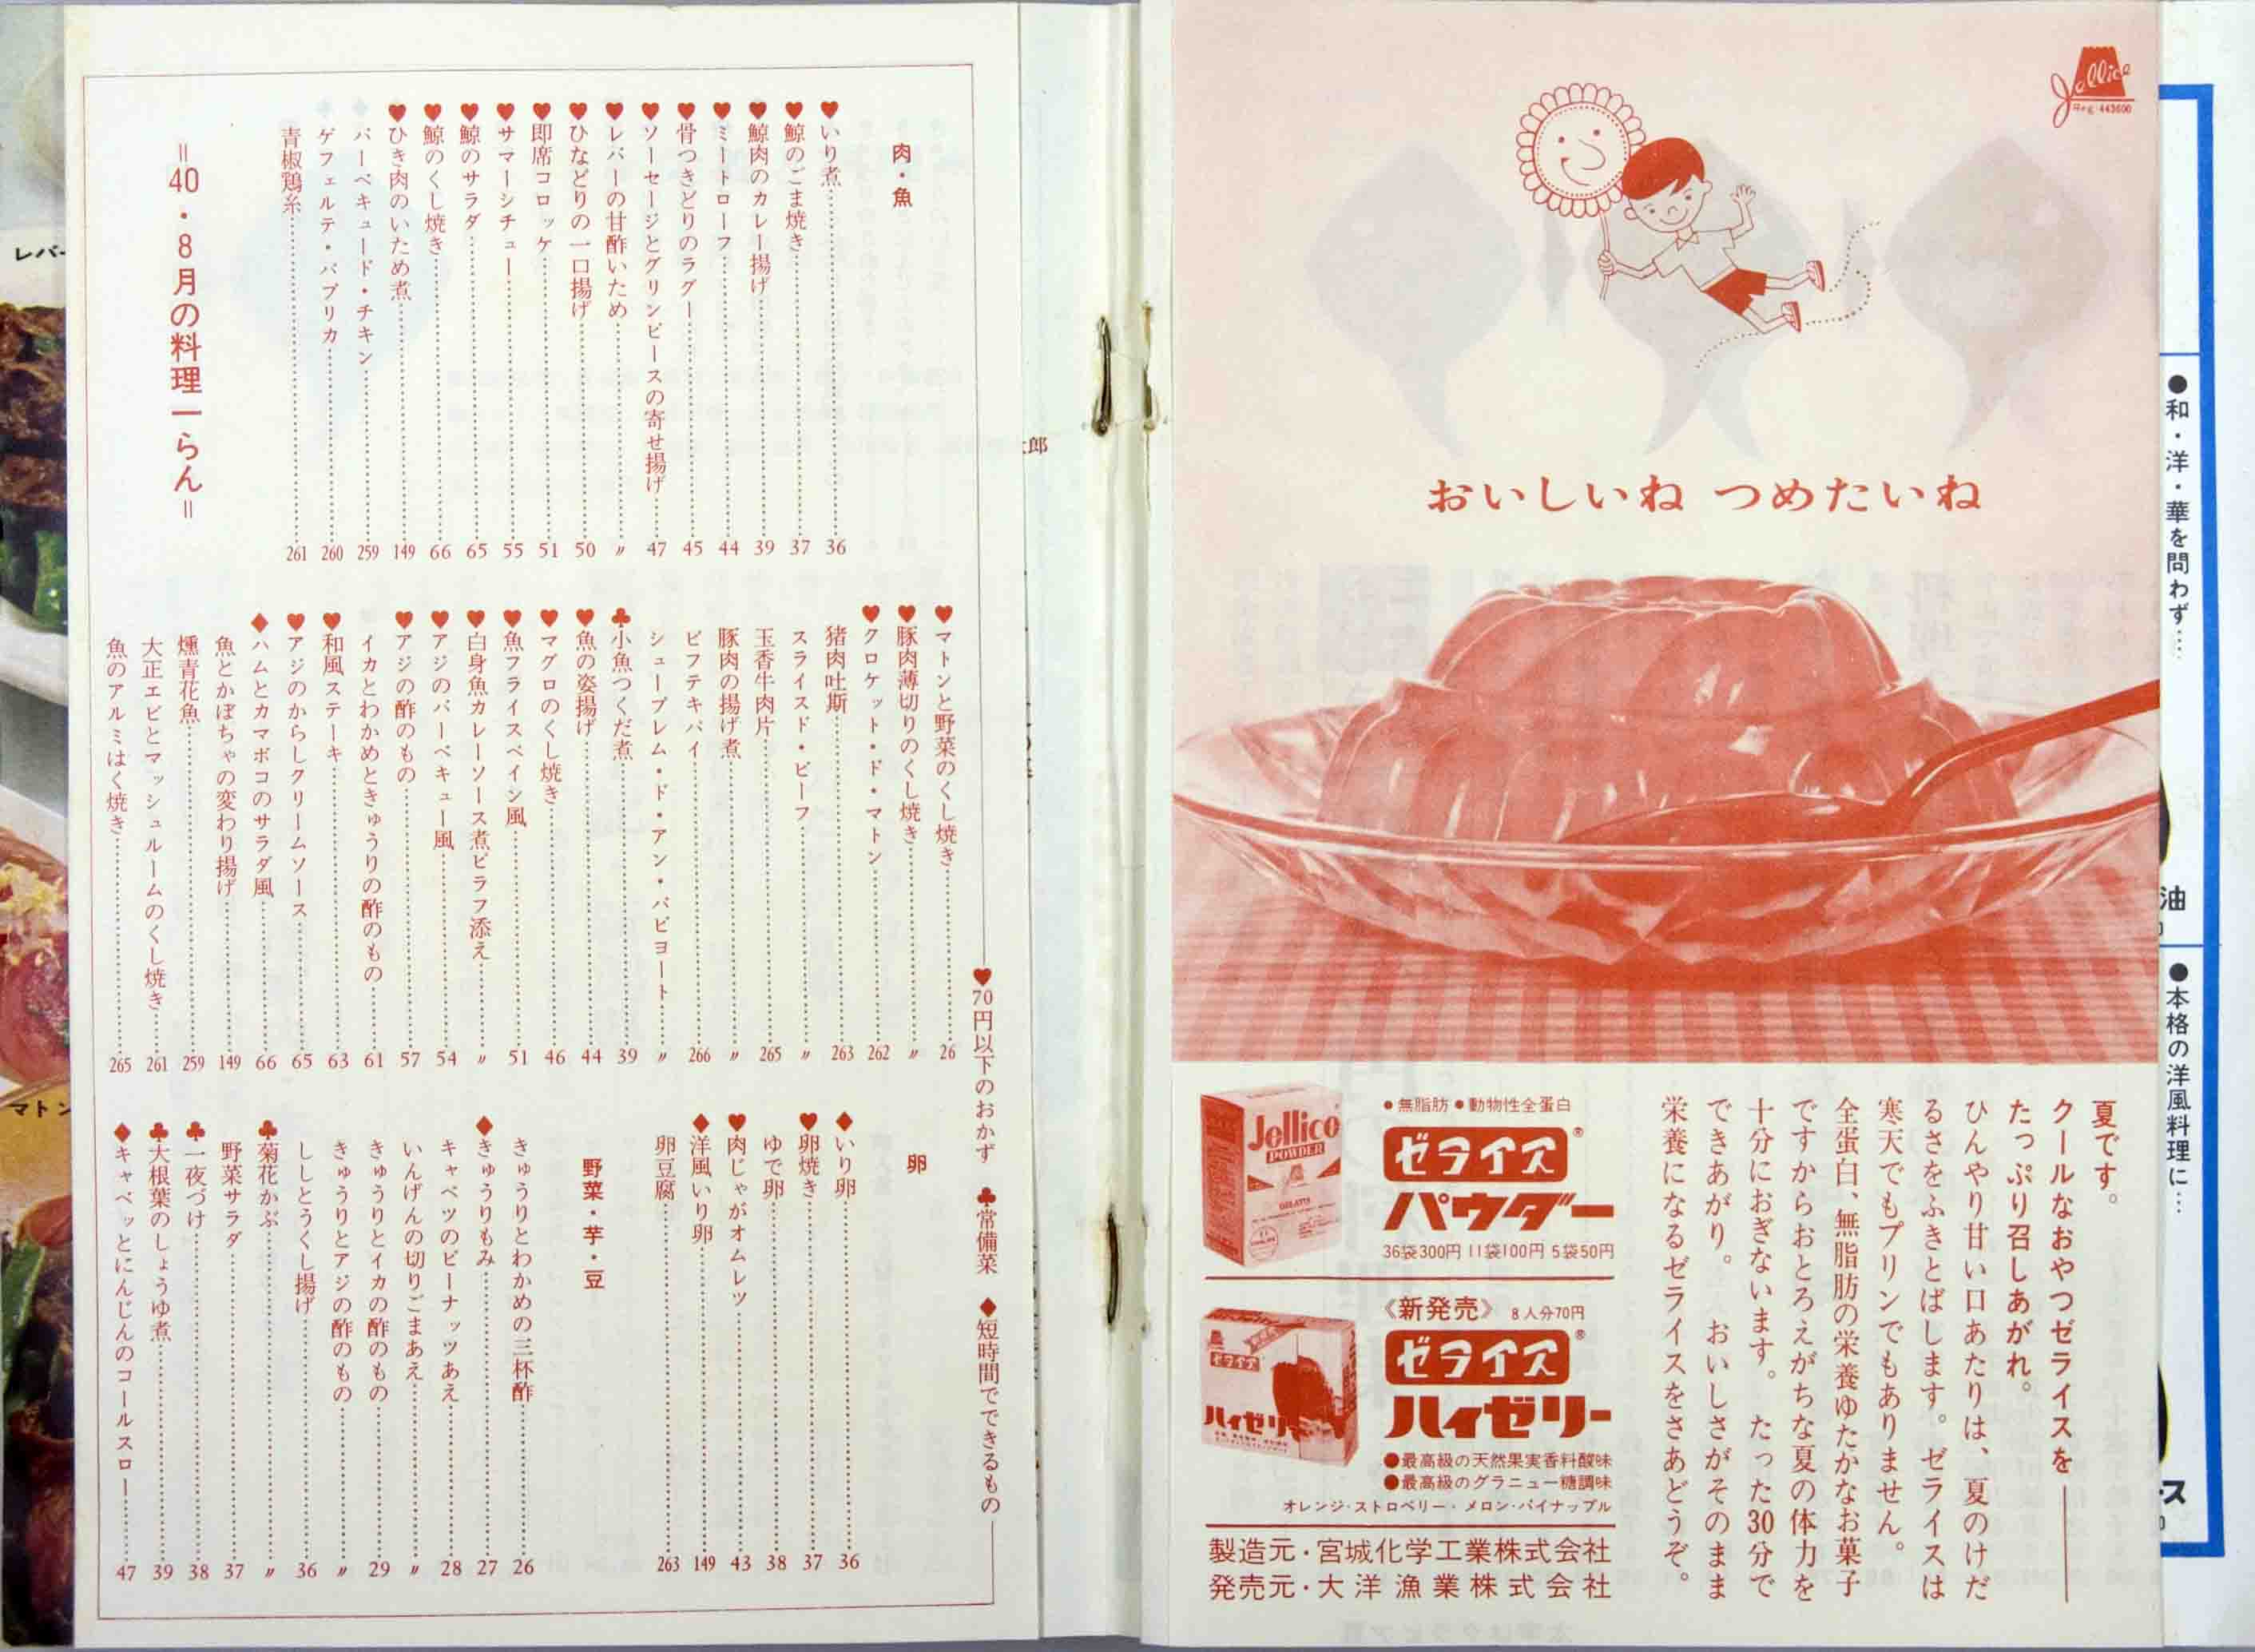 Jellice
Reg. 443600
おいしいね つめたいね
夏です。
クールなおやつゼライスを――
たっぷり召しあがれ。
ひんやり甘い口あたりは、夏のけだ
るさをふきとばします。ゼライスは
寒天でもプリンでもありません。
全蛋白、無脂肪の栄養ゆたかなお菓子
ですからおとろえがちな夏の体力を
十分におぎないます。 たった30分で
できあがり。 おいしさがそのまま
栄養になるゼライスをさあどうぞ。
●無脂肪●動物性全蛋白
ゼライス
パウダー
36袋300円 11袋100円 5袋50円
Jellice
POWDER
《新発売》 8人分70円
ゼライス
ハイゼリー
●最高級の天然果実香料酸味
●最高級のグラニュー糖調味
オレンジ・ストロベリー・メロン・パイナップル
ゼライス
ハイゼリー
製造元・宮城化学工業株式会社
発売元・大洋漁業株式会社
●和・洋・華を問わず…
油
●本格の洋風料理に…
ス
郎
♥70円以下のおかず ♣常備菜 ◆短時間でできるもの
肉・魚
♥いり煮 36
♥鯨のごま焼き 37
♥鯨肉のカレー揚げ 39
♥ミートローフ 44
♥骨つきどりのラグー 45
♥ソーセージとグリンピースの寄せ揚げ 47
♥レバーの甘酢いため 〃
♥ひなどりの一口揚げ 50
♥即席コロッケ 51
♥サマーシチュー 55
♥鯨のサラダ 65
♥鯨のくし焼き 66
♥ひき肉のいため煮 149
バーベキュード・チキン 259
ゲフェルテ・パプリカ 260
青椒鶏糸 261
=40・8月の料理一らん=
♥マトンと野菜のくし焼き 26
♥豚肉薄切りのくし焼き 〃
♥クロケット・ド・マトン 262
猪肉吐斯 263
スライスド・ビーフ 〃
玉香牛肉片 265
豚肉の揚げ煮 〃
ビフテキパイ 266
シュープレム・ド・アン・パピヨート 〃
♣小魚つくだ煮 39
♥魚の姿揚げ 44
♥マグロのくし焼き 46
♥魚フライスペイン風 51
♥白身魚カレーソース煮ピラフ添え 〃
♥アジのバーベキュー風 54
♥アジの酢のもの 57
イカとわかめときゅうりの酢のもの 61
♥和風ステーキ 63
♥アジのからしクリームソース 65
◆ハムとカマボコのサラダ風 66
魚とかぼちゃの変わり揚げ 149
燻青花魚 259
大正エビとマッシュルームのくし焼き 261
魚のアルミはく焼き 265
卵
◆いり卵 36
♥卵焼き 37
ゆで卵 38
♥肉じゃがオムレツ 43
◆洋風いり卵 149
卵豆腐 263
野菜・芋・豆
きゅうりとわかめの三杯酢 26
◆きゅうりもみ 27
キャベツのピーナッツあえ 28
いんげんの切りごまあえ 〃
きゅうりとイカの酢のもの 29
きゅうりとアジの酢のもの 〃
ししとうくし揚げ 36
♣菊花かぶ 〃
野菜サラダ 37
♣一夜づけ 38
♣大根葉のしょうゆ煮 39
◆キャベッとにんじんのコールスロー 47
レバー
マトン